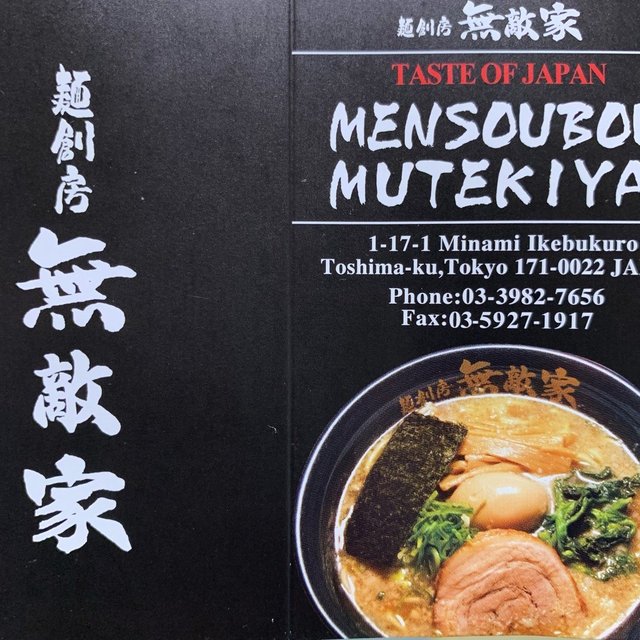 麺創房
無敵家
麺創房 無敵家
TASTE OF JAPAN
MENSOUBOU
MUTEKIYA
1-17-1 Minami Ikebukuro
Toshima-ku,Tokyo 171-0022 JA
Phone:03-3982-7656
Fax:03-5927-1917
麺創房 無敵家